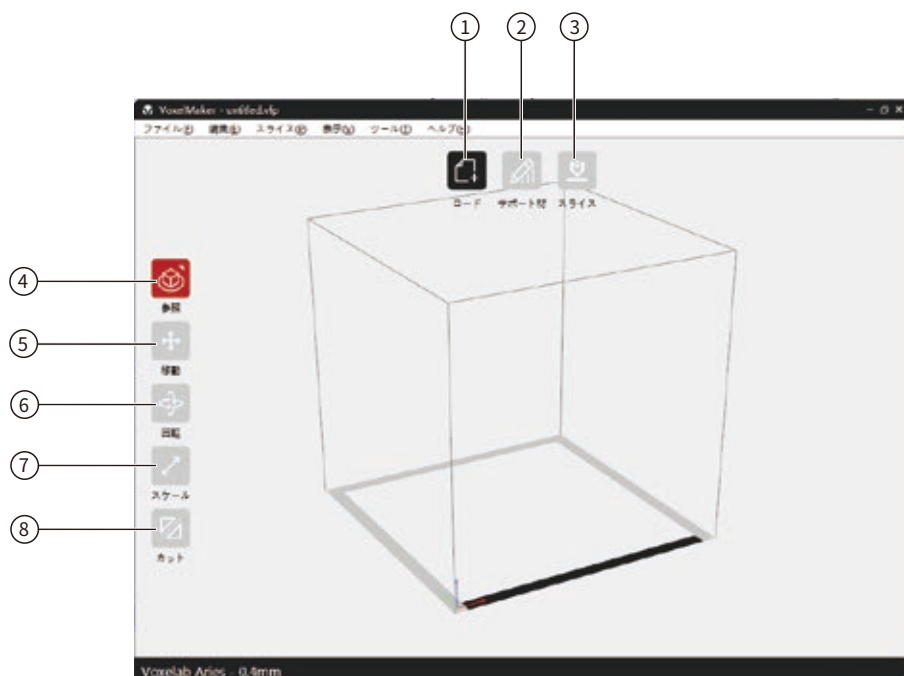 ① ② ③
VoxelMaker - untitled.vfp
ファイル(F) 編集(E) スライス(P) 表示(V) ツール(T) ヘルプ(H)
ロード サポート材 スライス
④
参照
⑤
移動
⑥
回転
⑦
スケール
⑧
カット
Voxelab Aries - 0.4mm